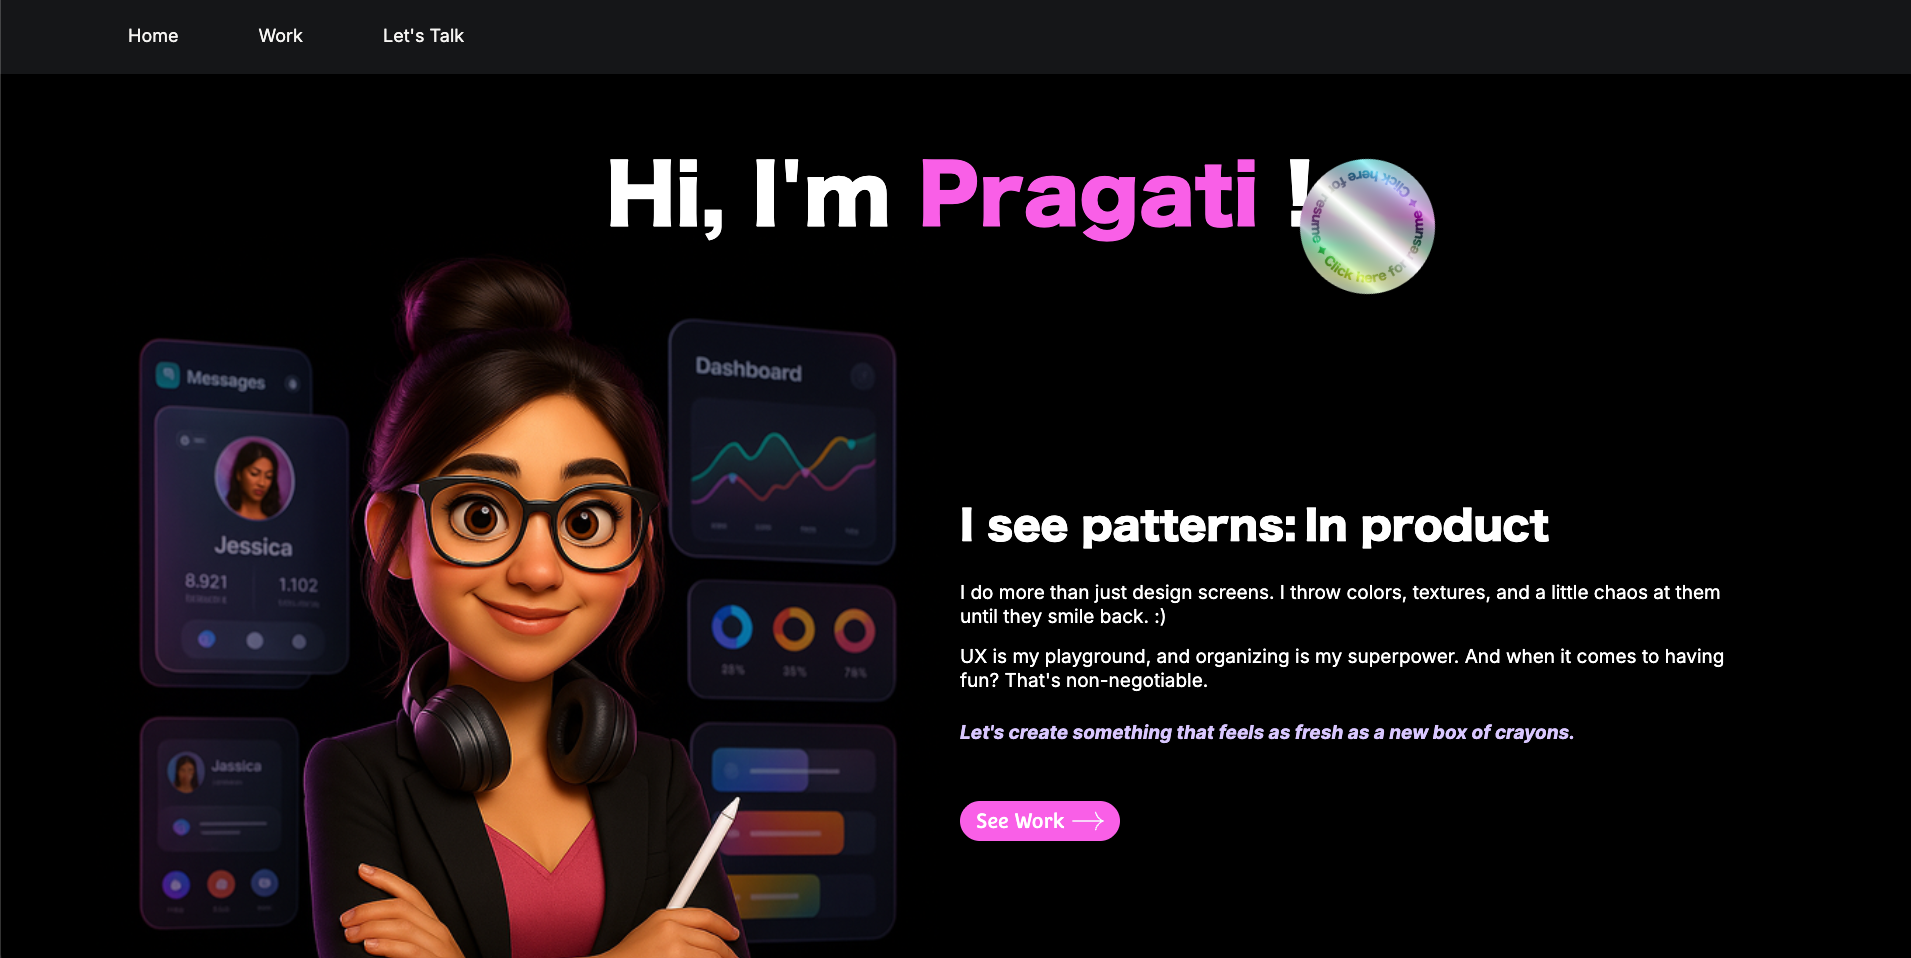 Home
Work
Let's Talk
Hi, I'm Pragati !
Click here for resume ✦ Click here for resume ✦
Messages
Jessica
8.921
1.102
Jassica
Dashboard
25%
35%
76%
I see patterns: In product
I do more than just design screens. I throw colors, textures, and a little chaos at them
until they smile back. :)
UX is my playground, and organizing is my superpower. And when it comes to having
fun? That's non-negotiable.
Let's create something that feels as fresh as a new box of crayons.
See Work